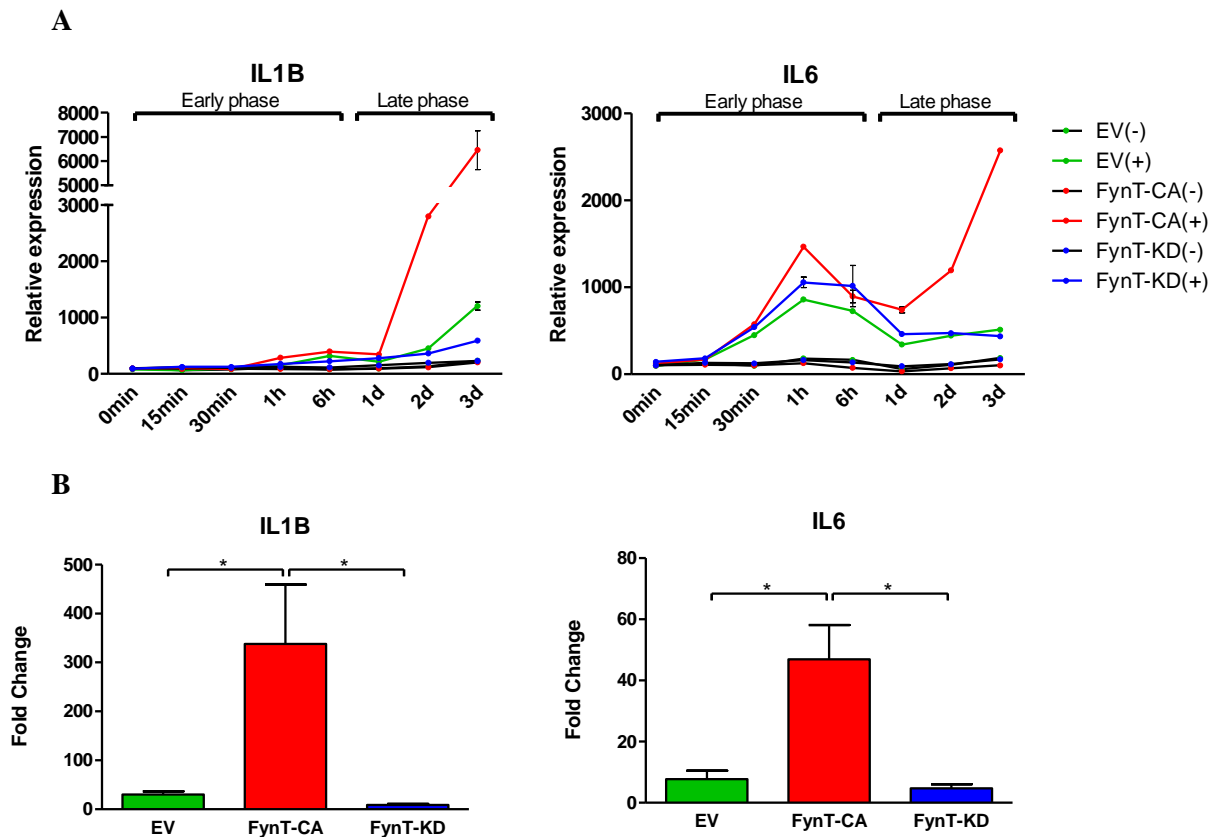 A
IL1B
Early phase
Late phase
Relative expression
8000
7000
6000
5000
3000
2000
1000
0
0min
15min
30min
1h
6h
1d
2d
3d
IL6
Early phase
Late phase
Relative expression
3000
2000
1000
0
0min
15min
30min
1h
6h
1d
2d
3d
EV(-)
EV(+)
FynT-CA(-)
FynT-CA(+)
FynT-KD(-)
FynT-KD(+)
B
IL1B
Fold Change
500
400
300
200
100
0
*
*
EV
FynT-CA
FynT-KD
IL6
Fold Change
80
60
40
20
0
*
*
EV
FynT-CA
FynT-KD